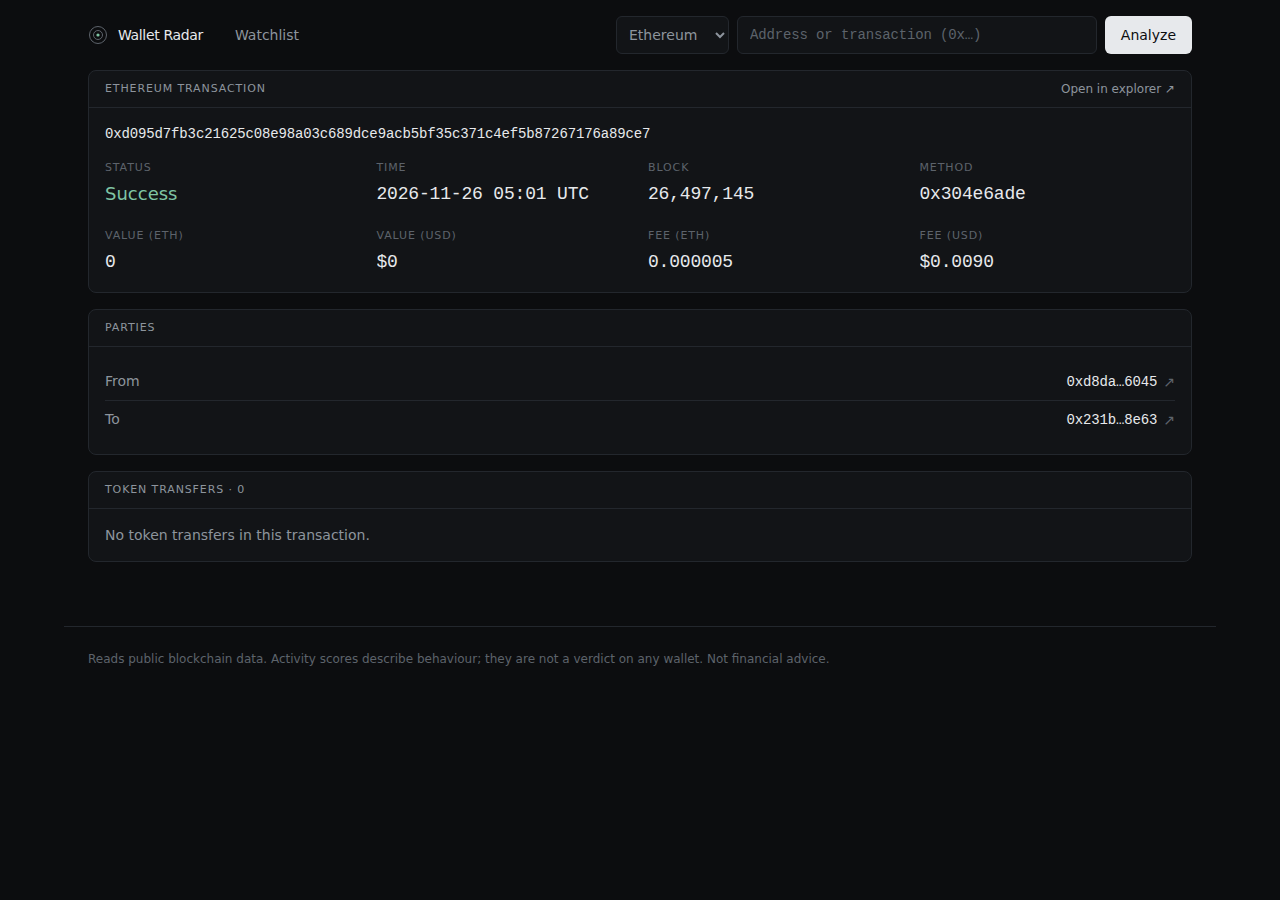 Wallet Radar Watchlist Ethereum Address or transaction (0x…) Analyze
ETHEREUM TRANSACTION Open in explorer ↗
0xd095d7fb3c21625c08e98a03c689dce9acb5bf35c371c4ef5b87267176a89ce7
STATUS TIME BLOCK METHOD
Success 2026-11-26 05:01 UTC 26,497,145 0x304e6ade
VALUE (ETH) VALUE (USD) FEE (ETH) FEE (USD)
0 $0 0.000005 $0.0090
PARTIES
From 0xd8da…6045 ↗
To 0x231b…8e63 ↗
TOKEN TRANSFERS · 0
No token transfers in this transaction.
Reads public blockchain data. Activity scores describe behaviour; they are not a verdict on any wallet. Not financial advice.